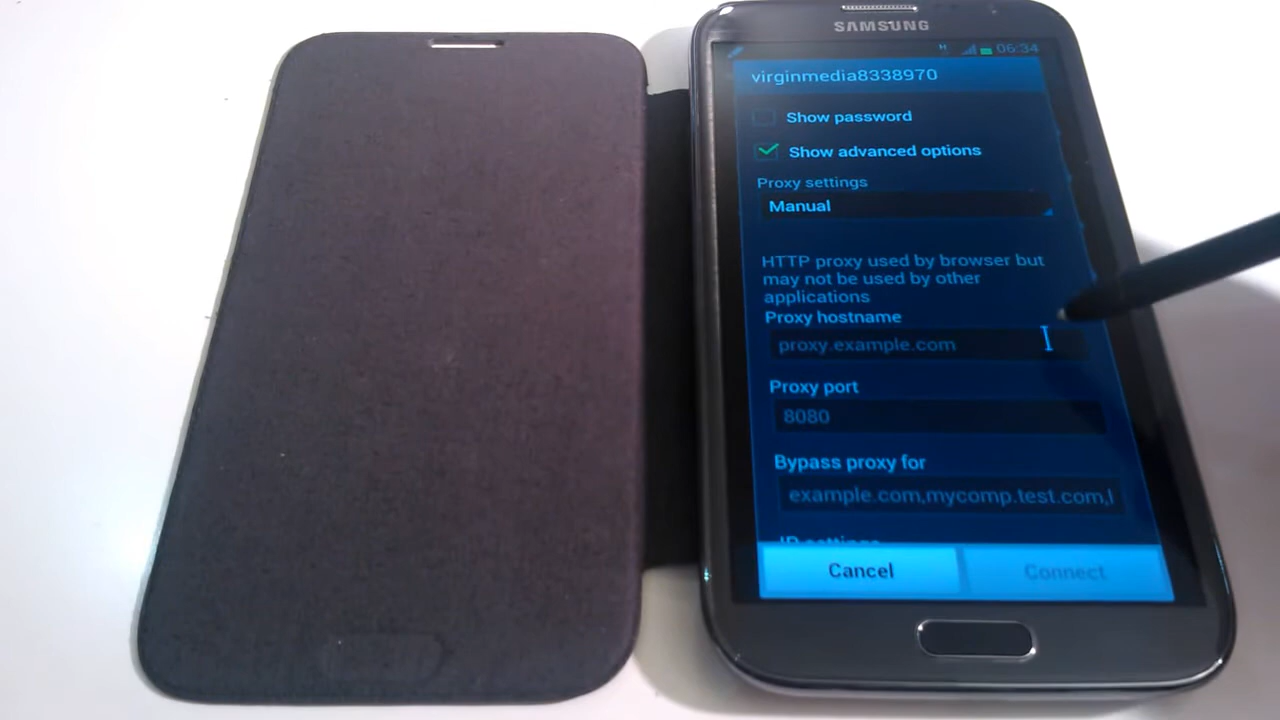 SAMSUNG
06:34
virginmedia8338970
Show password
Show advanced options
Proxy settings
Manual
HTTP proxy used by browser but
may not be used by other
applications
Proxy hostname
proxy.example.com
Proxy port
8080
Bypass proxy for
example.com,mycomp.test.com,l
IP settings
Cancel
Connect